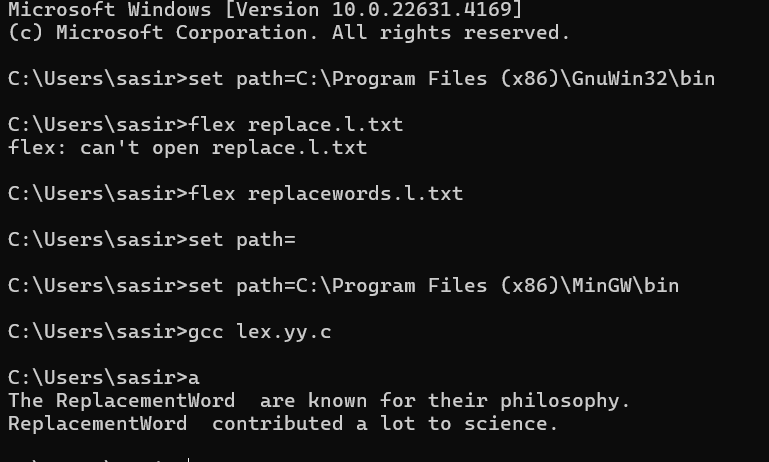 Microsoft Windows [Version 10.0.22631.4169]
(c) Microsoft Corporation. All rights reserved.
C:\Users\sasir>set path=C:\Program Files (x86)\GnuWin32\bin
C:\Users\sasir>flex replace.l.txt
flex: can't open replace.l.txt
C:\Users\sasir>flex replacewords.l.txt
C:\Users\sasir>set path=
C:\Users\sasir>set path=C:\Program Files (x86)\MinGW\bin
C:\Users\sasir>gcc lex.yy.c
C:\Users\sasir>a
The ReplacementWord  are known for their philosophy.
ReplacementWord  contributed a lot to science.